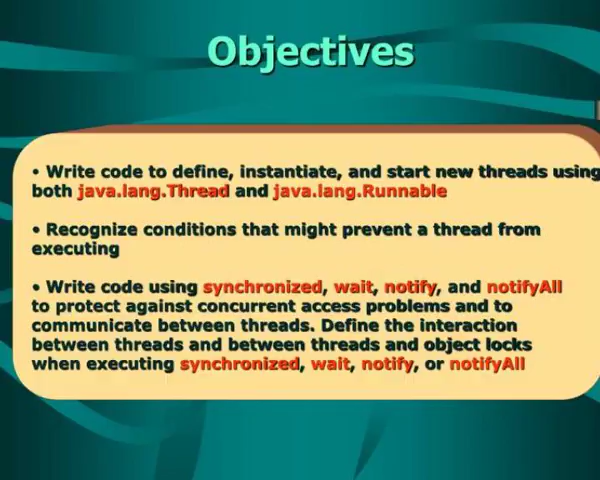 Objectives
• Write code to define, instantiate, and start new threads using
both java.lang.Thread and java.lang.Runnable
• Recognize conditions that might prevent a thread from
executing
• Write code using synchronized, wait, notify, and notifyAll
to protect against concurrent access problems and to
communicate between threads. Define the interaction
between threads and between threads and object locks
when executing synchronized, wait, notify, or notifyAll